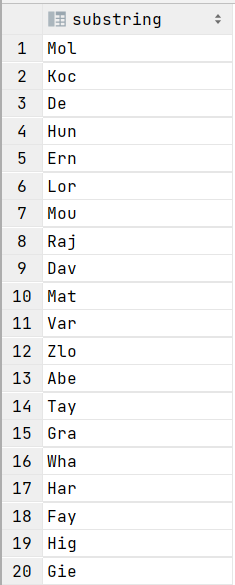 substring
1 Mol
2 Koc
3 De
4 Hun
5 Ern
6 Lor
7 Mou
8 Raj
9 Dav
10 Mat
11 Var
12 Zlo
13 Abe
14 Tay
15 Gra
16 Wha
17 Har
18 Fay
19 Hig
20 Gie